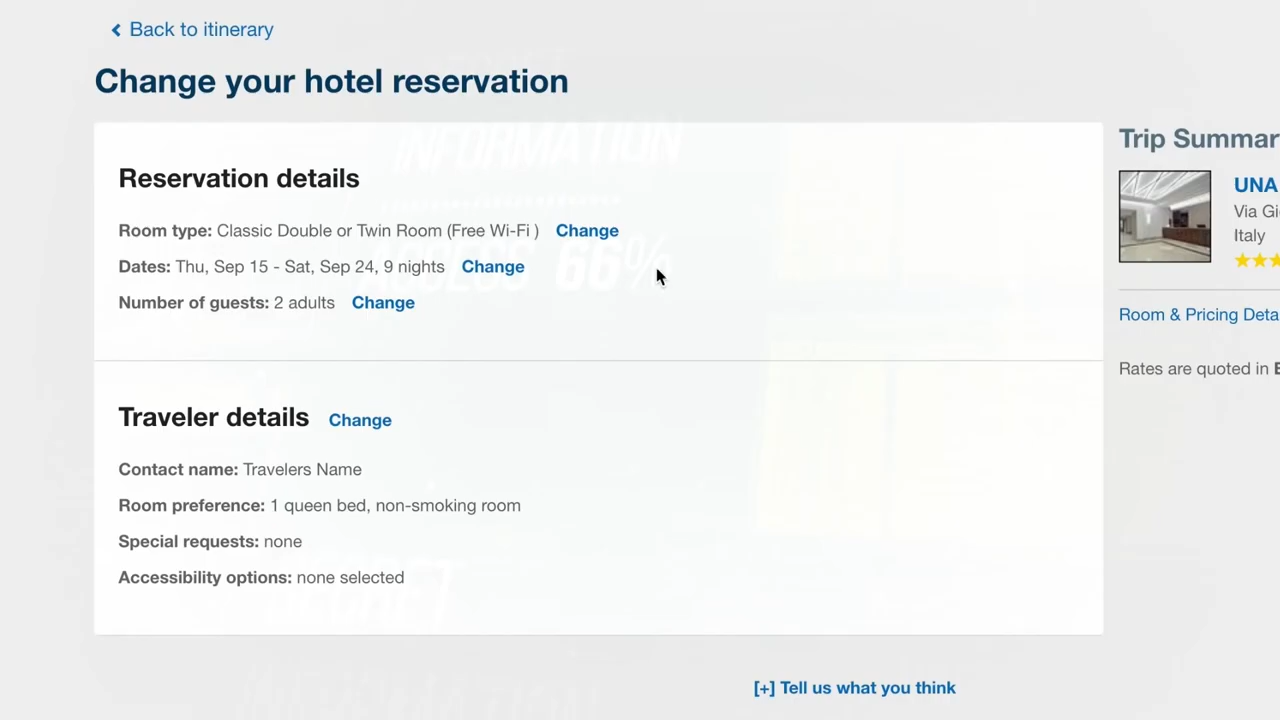 Back to itinerary
Change your hotel reservation
INFORMATION
Trip Summar
Reservation details
UNA
Via Gi
Italy
Room type: Classic Double or Twin Room (Free Wi-Fi ) Change
ACCESS 66%
Dates: Thu, Sep 15 - Sat, Sep 24, 9 nights Change
Number of guests: 2 adults Change
Room & Pricing Deta
Rates are quoted in E
Traveler details Change
Contact name: Travelers Name
Room preference: 1 queen bed, non-smoking room
Special requests: none
Accessibility options: none selected
[+] Tell us what you think